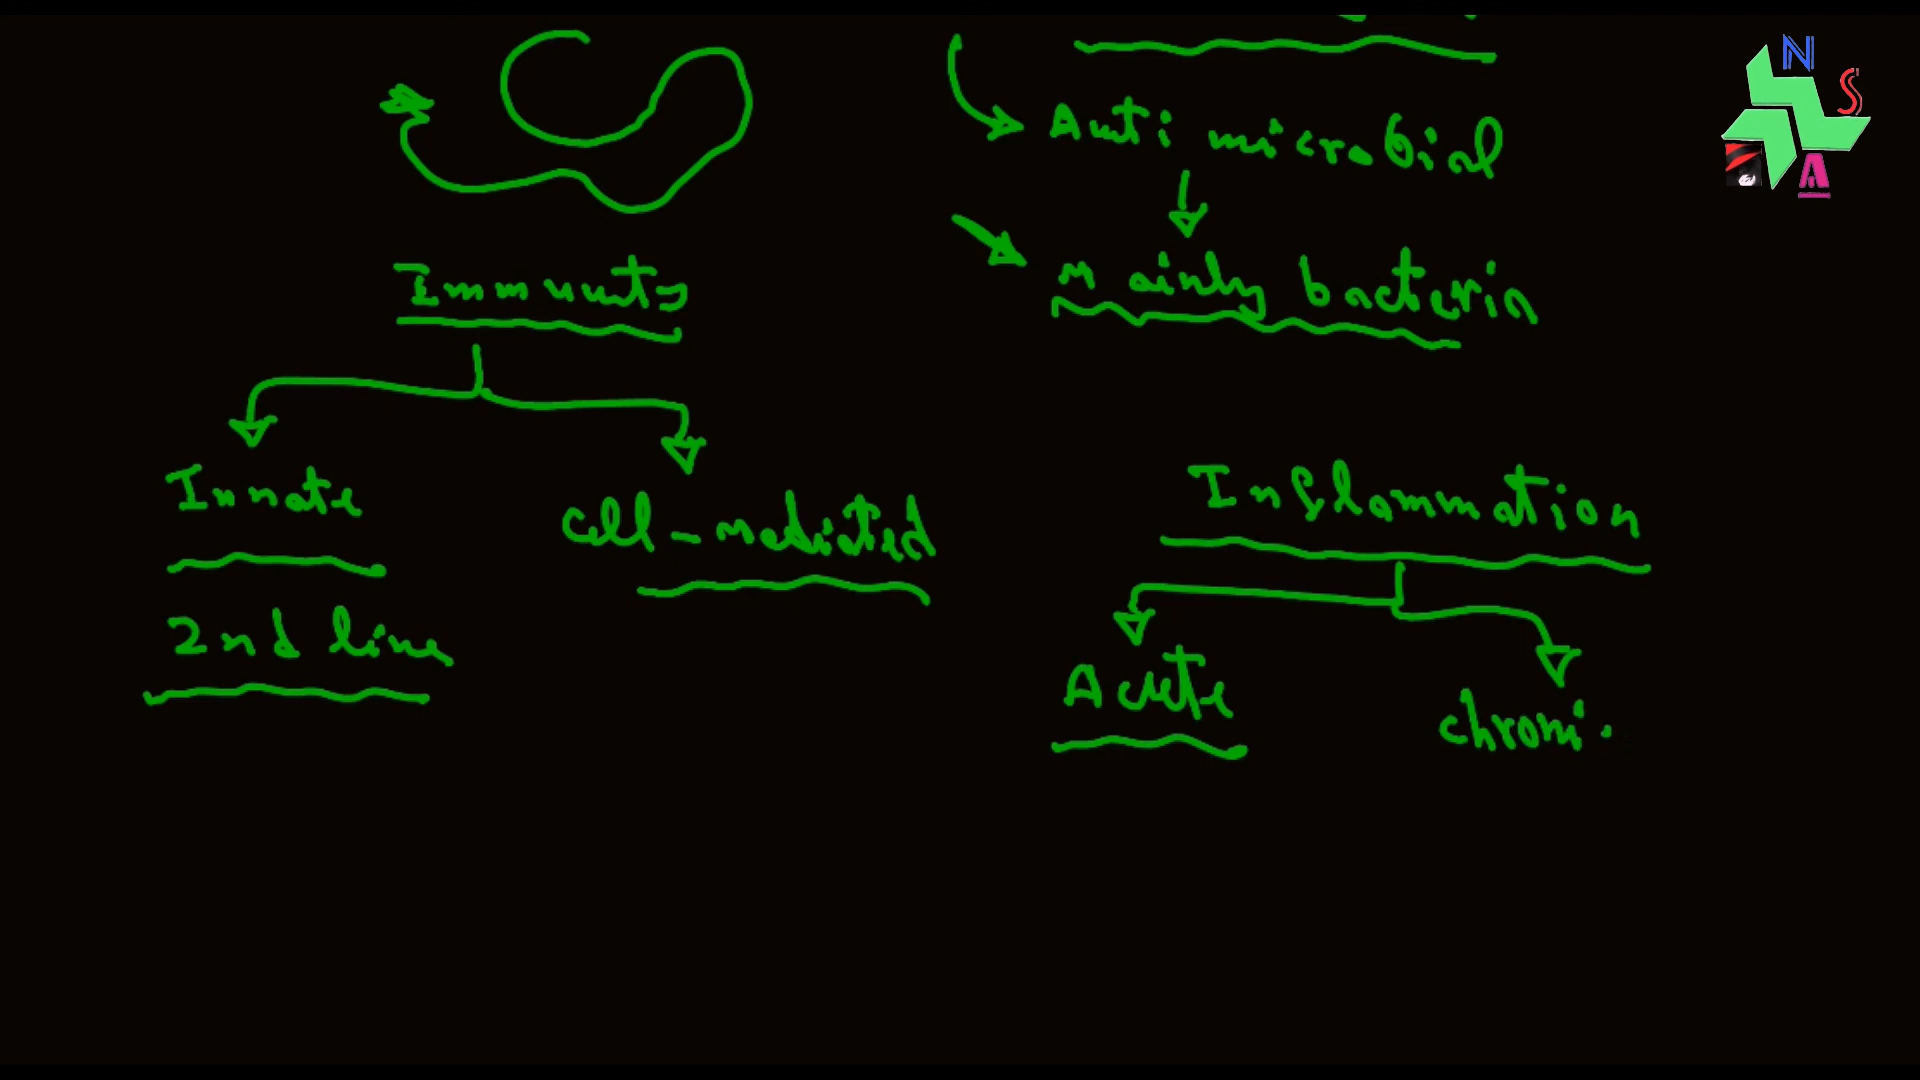 Anti microbial
Mainly bacteria
Immunity
Innate
cell-mediated
2nd line
Inflammation
Acute
chroni
N
S
A